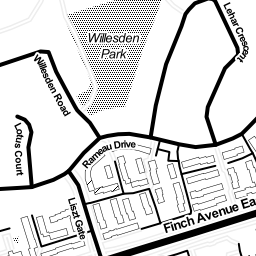 Willesden
Park
Lehar Crescent
Willesden Road
Lotus Court
Rameau Drive
Liszt Gate
Finch Avenue Ea